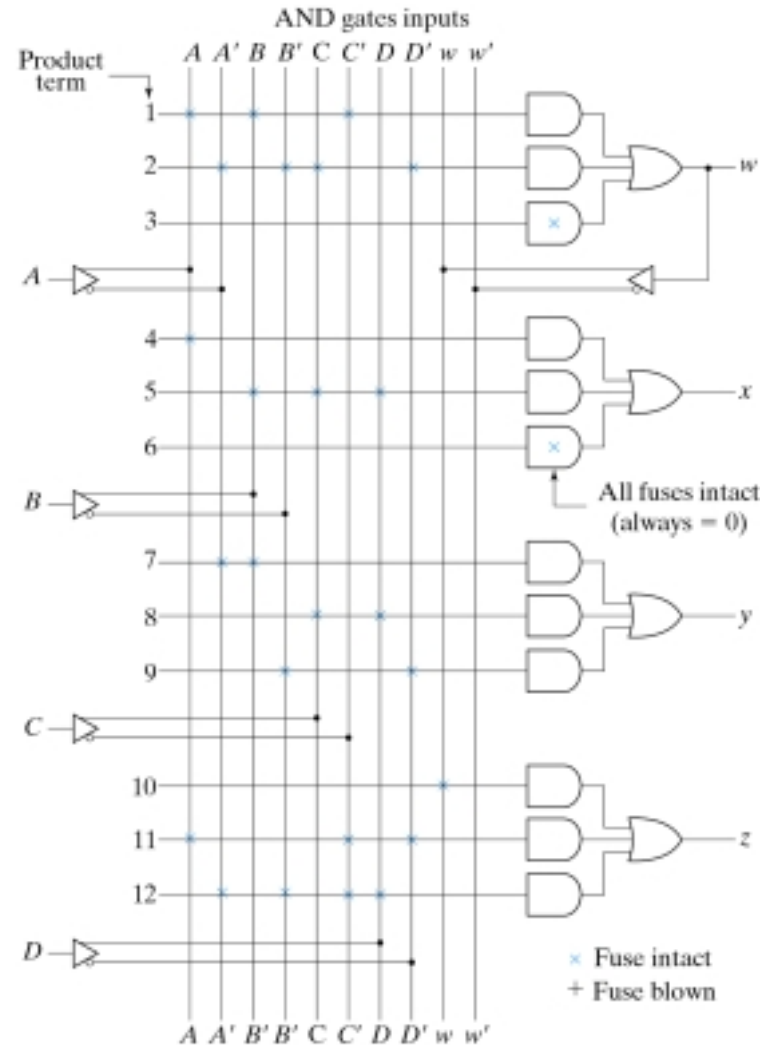 AND gates inputs
A A' B B' C C' D D' w w'
Product
term
1
2
w
3
A
4
5
x
6
B
All fuses intact
(always = 0)
7
8
y
9
C
10
11
z
12
D
× Fuse intact
+ Fuse blown
A A' B' B' C C' D D' w w'